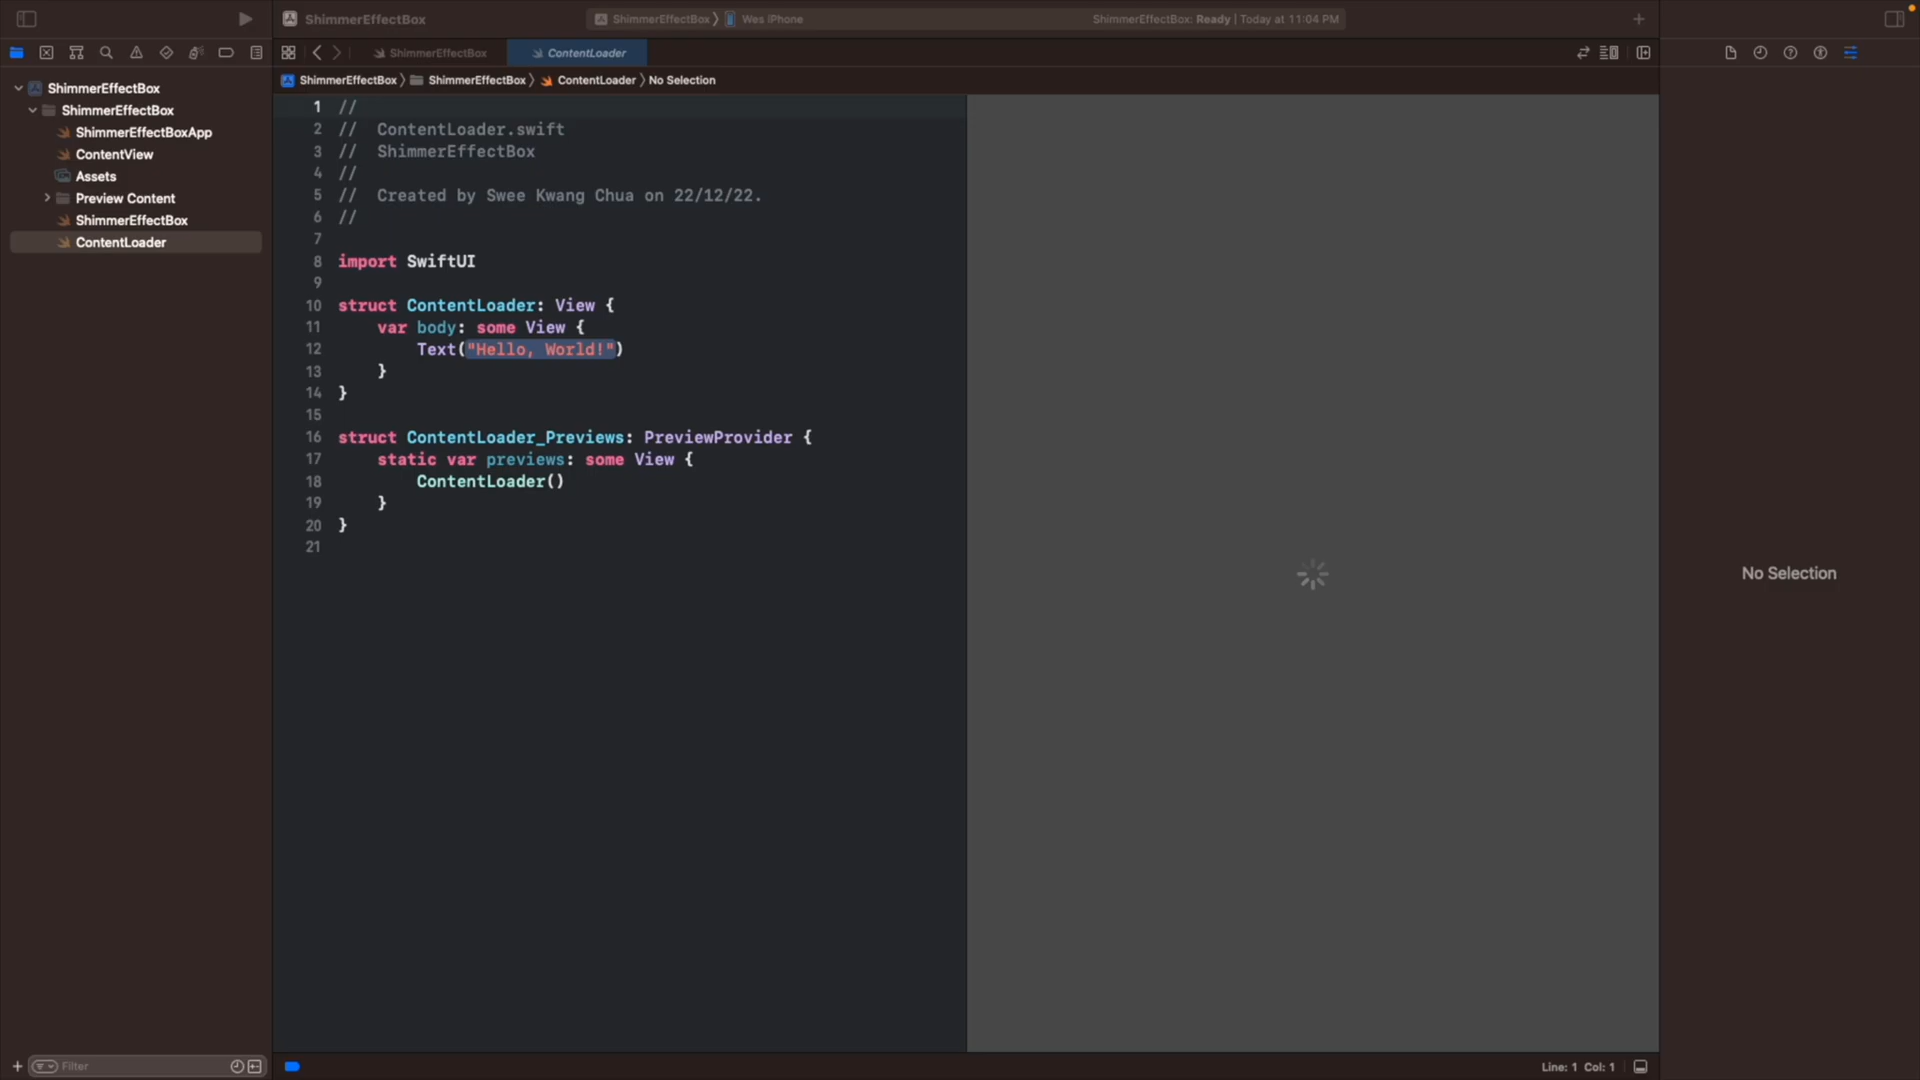 ShimmerEffectBox
ShimmerEffectBox
Wes iPhone
ShimmerEffectBox: Ready | Today at 11:04 PM
ShimmerEffectBox
ContentLoader
ShimmerEffectBox
ShimmerEffectBox
ContentLoader
No Selection
ShimmerEffectBox
ShimmerEffectBox
ShimmerEffectBoxApp
ContentView
Assets
Preview Content
ShimmerEffectBox
ContentLoader
1 //
2 //  ContentLoader.swift
3 //  ShimmerEffectBox
4 //
5 //  Created by Swee Kwang Chua on 22/12/22.
6 //
7
8 import SwiftUI
9
10 struct ContentLoader: View {
11     var body: some View {
12         Text("Hello, World!")
13     }
14 }
15
16 struct ContentLoader_Previews: PreviewProvider {
17     static var previews: some View {
18         ContentLoader()
19     }
20 }
21
No Selection
Filter
Line: 1 Col: 1